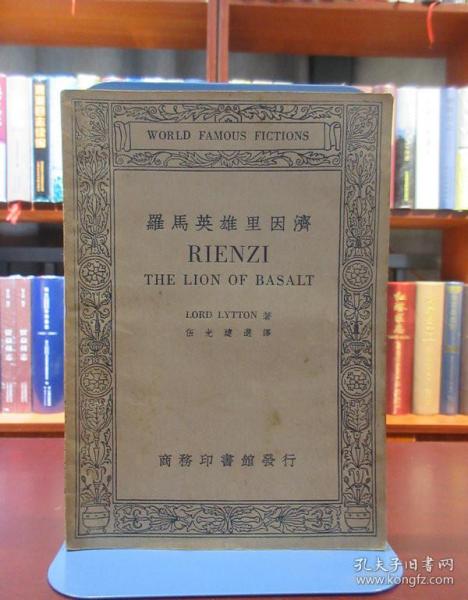 WORLD FAMOUS FICTIONS
羅馬英雄里因濟
RIENZI
THE LION OF BASALT
LORD LYTTON 著
伍光建選譯
商務印書館發行
孔夫子旧书网
www.kongfz.com